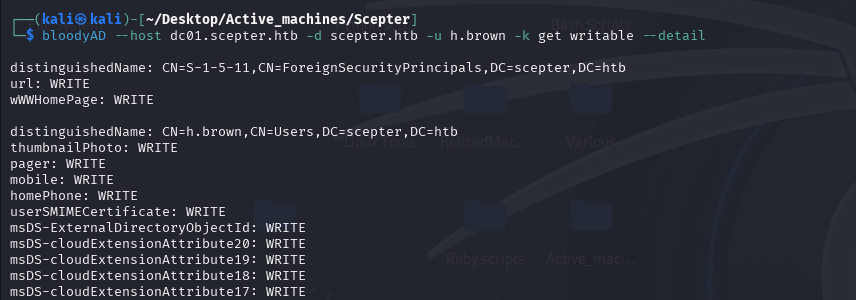 Bash Scripts
┌──(kali㉿kali)-[~/Desktop/Active_machines/Scepter]
└─$ bloodyAD --host dc01.scepter.htb -d scepter.htb -u h.brown -k get writable --detail
distinguishedName: CN=S-1-5-11,CN=ForeignSecurityPrincipals,DC=scepter,DC=htb
url: WRITE
wWWHomePage: WRITE
distinguishedName: CN=h.brown,CN=Users,DC=scepter,DC=htb
Linux Tools RetiredMac... Various
thumbnailPhoto: WRITE
pager: WRITE
mobile: WRITE
homePhone: WRITE
userSMIMECertificate: WRITE
msDS-ExternalDirectoryObjectId: WRITE
msDS-cloudExtensionAttribute20: WRITE
msDS-cloudExtensionAttribute19: WRITE
Ruby scripts Active_mac...
msDS-cloudExtensionAttribute18: WRITE
msDS-cloudExtensionAttribute17: WRITE